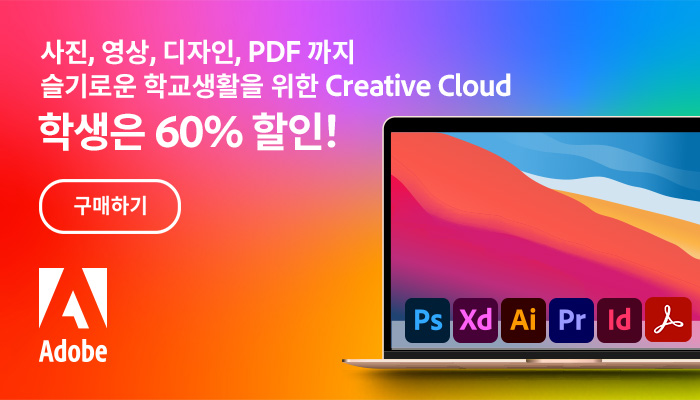 사진, 영상, 디자인, PDF 까지
슬기로운 학교생활을 위한 Creative Cloud
학생은 60% 할인!
구매하기
Adobe
Ps Xd Ai Pr Id